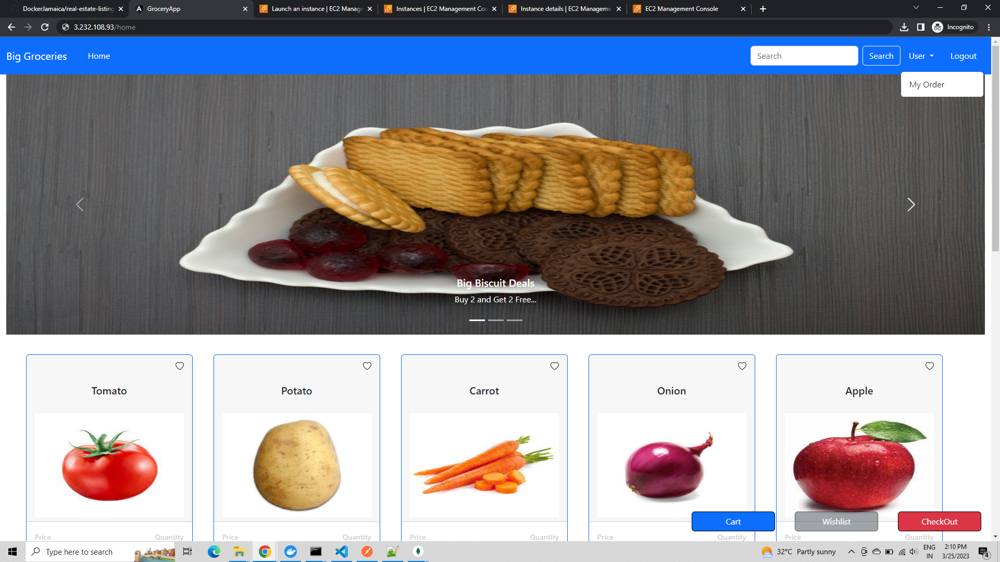 DockerJamaica/real-estate-listing
GroceryApp
Launch an instance | EC2 Manage
Instances | EC2 Management Con
Instance details | EC2 Manageme
EC2 Management Console
3.232.108.93/home
Incognito
Big Groceries
Home
Search
Search
User
Logout
My Order
Big Biscuit Deals
Buy 2 and Get 2 Free...
Tomato
Potato
Carrot
Onion
Apple
Cart
Wishlist
CheckOut
Price
Quantity
Price
Quantity
Price
Quantity
Price
Quantity
Price
Quantity
Type here to search
32°C Partly sunny
ENG
IN
2:10 PM
3/25/2023
4